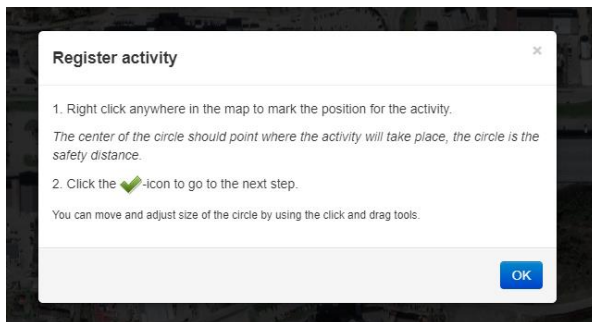 Register activity
×
1. Right click anywhere in the map to mark the position for the activity.
The center of the circle should point where the activity will take place, the circle is the
safety distance.
2. Click the -icon to go to the next step.
You can move and adjust size of the circle by using the click and drag tools.
OK